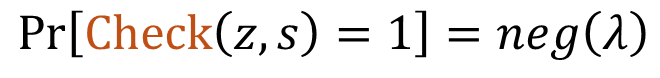 Pr[Check(𝑧, 𝑠) = 1] = 𝑛𝑒𝑔(𝜆)